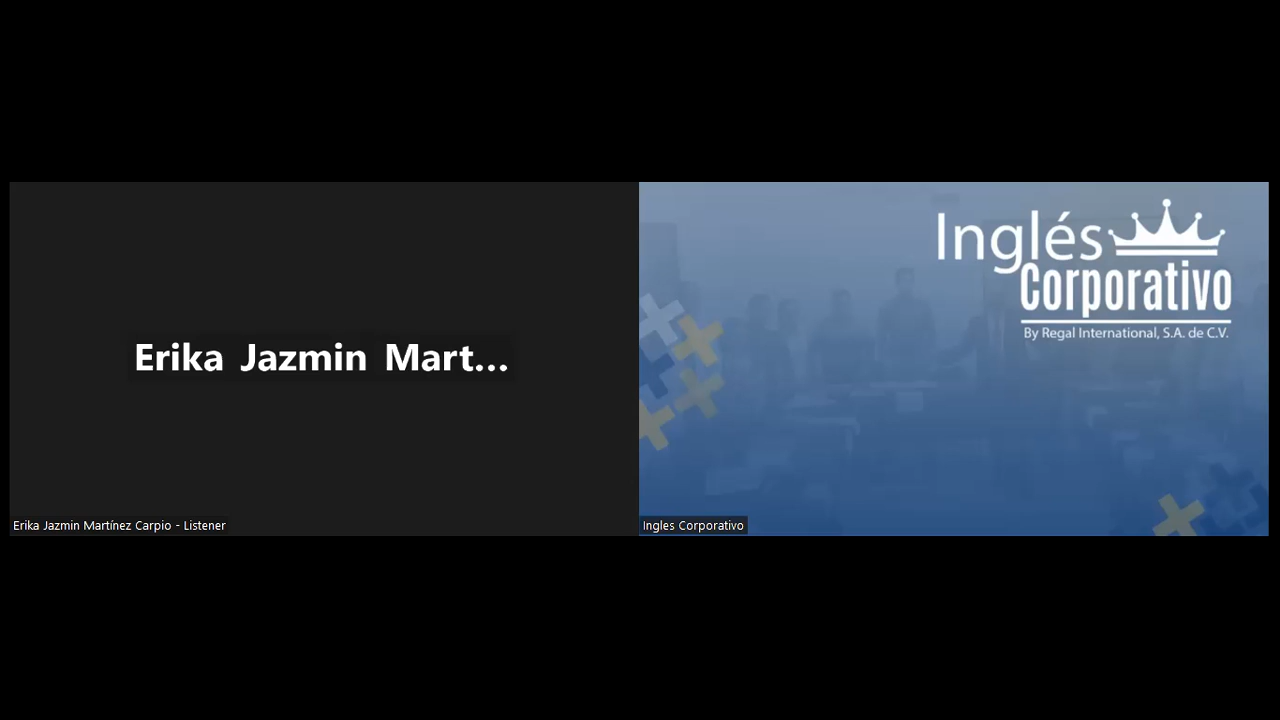 Erika Jazmin Mart...
Erika Jazmin Martínez Carpio - Listener
Inglés
Corporativo
By Regal International, S.A. de C.V.
Ingles Corporativo